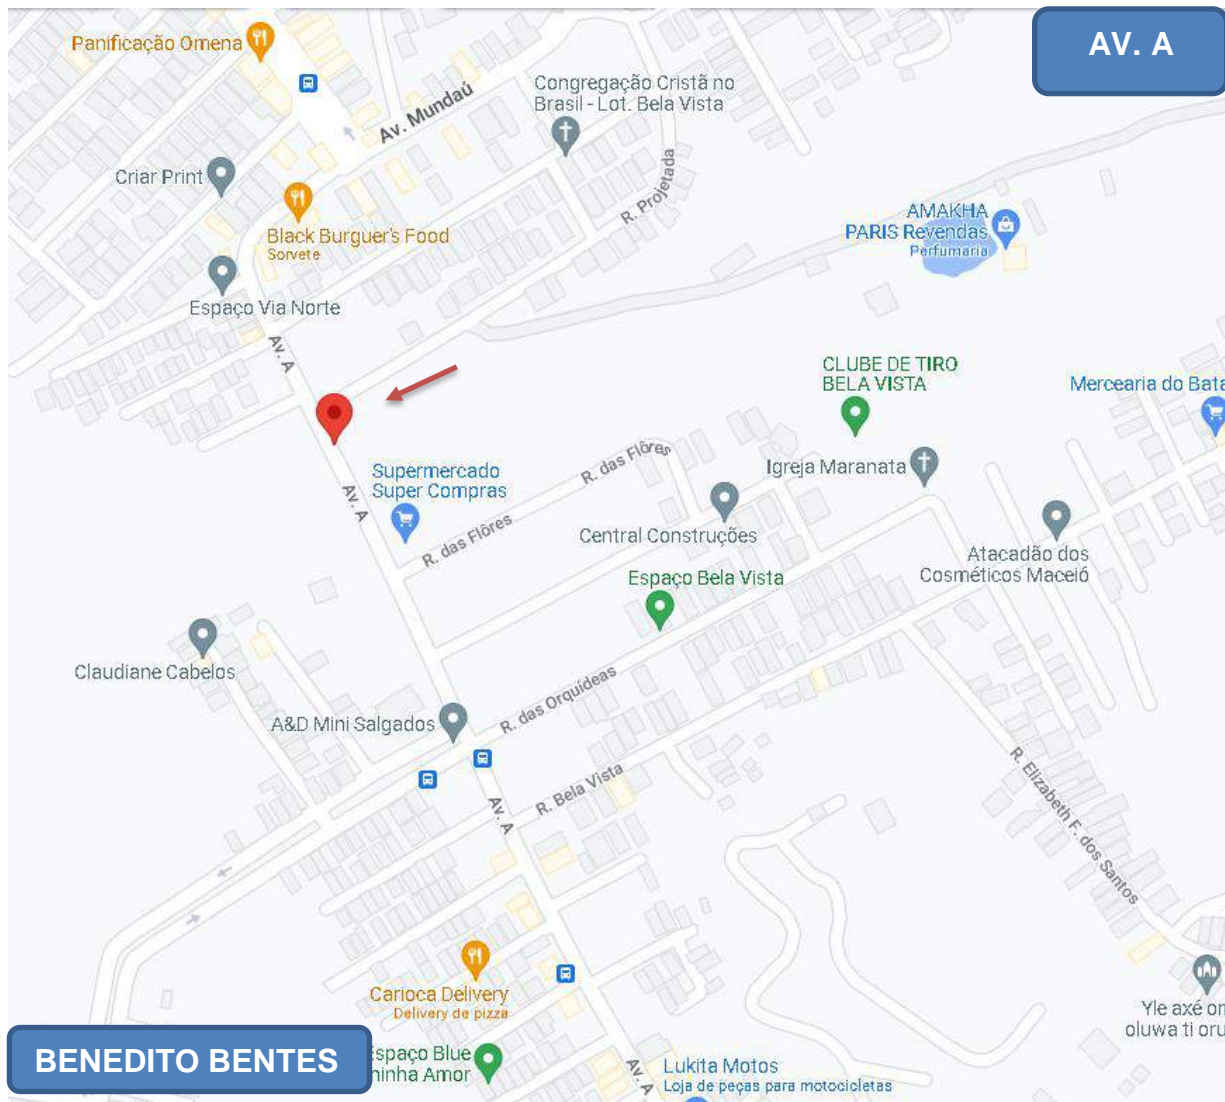 AV. A
Panificação Omena
Congregação Cristã no
Brasil - Lot. Bela Vista
Av. Mundaú
Criar Print
R. Projetada
AMAKHA
PARIS Revendas
Perfumaria
Black Burguer's Food
Sorvete
Espaço Via Norte
Av. A
CLUBE DE TIRO
BELA VISTA
Mercearia do Bata
R. das Flôres
Igreja Maranata
Supermercado
Super Compras
Av. A
R. das Flôres
Central Construções
Atacadão dos
Cosméticos Maceió
Espaço Bela Vista
Claudiane Cabelos
R. das Orquídeas
A&D Mini Salgados
R. Bela Vista
Av. A
R. Elizabeth F. dos Santos
Carioca Delivery
Delivery de pizza
Yle axé on
oluwa ti oru
BENEDITO BENTES
Espaço Blue
ninha Amor
Av. A
Lukita Motos
Loja de peças para motocicletas